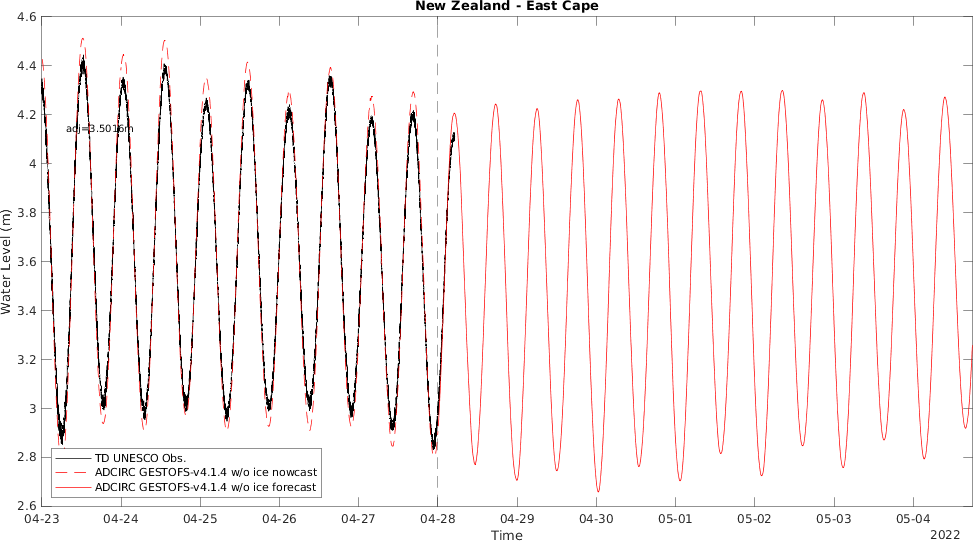 New Zealand - East Cape
4.6
4.4
4.2
4
3.8
3.6
3.4
3.2
3
2.8
2.6
Water Level (m)
adj=3.5016m
TD UNESCO Obs.
ADCIRC GESTOFS-v4.1.4 w/o ice nowcast
ADCIRC GESTOFS-v4.1.4 w/o ice forecast
04-23 04-24 04-25 04-26 04-27 04-28 04-29 04-30 05-01 05-02 05-03 05-04
Time
2022